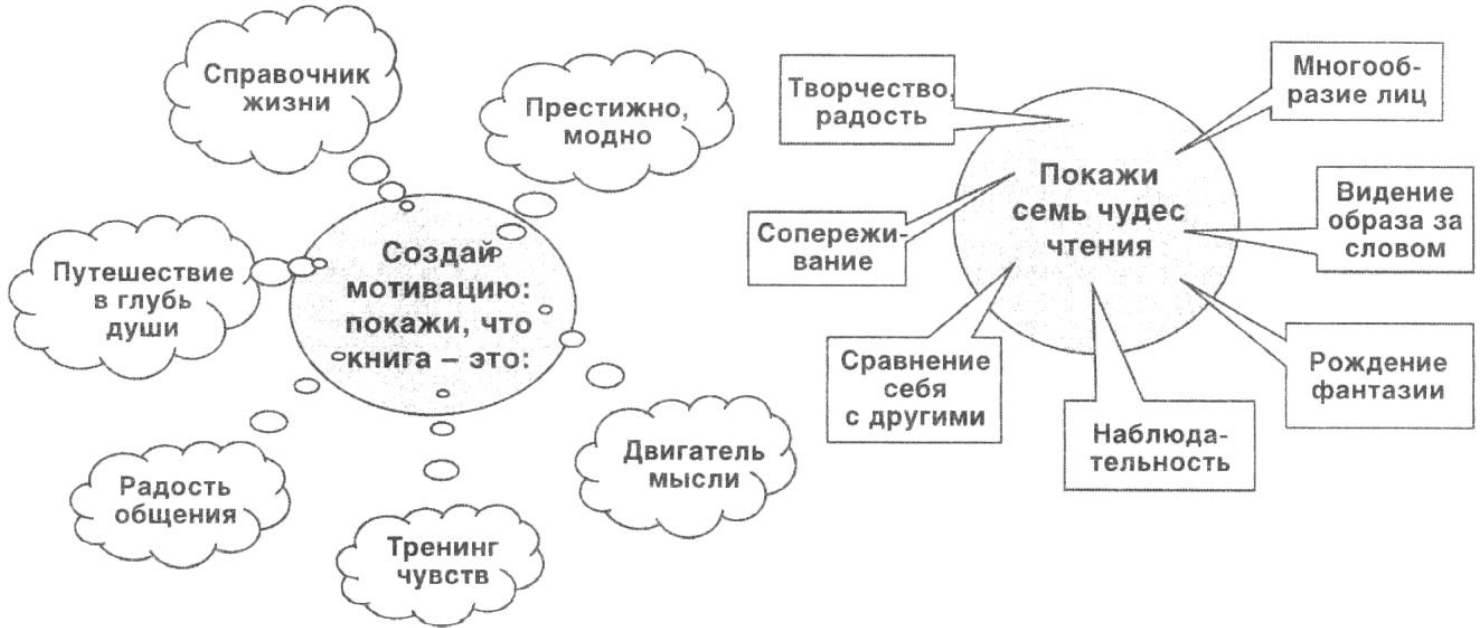 Справочник
жизни
Престижно,
модно
Путешествие
в глубь
души
Создай
мотивацию:
покажи, что
книга – это:
Радость
общения
Тренинг
чувств
Двигатель
мысли
Творчество,
радость
Многооб-
разие лиц
Покажи
семь чудес
чтения
Сопережи-
вание
Видение
образа за
словом
Сравнение
себя
с другими
Наблюда-
тельность
Рождение
фантазии